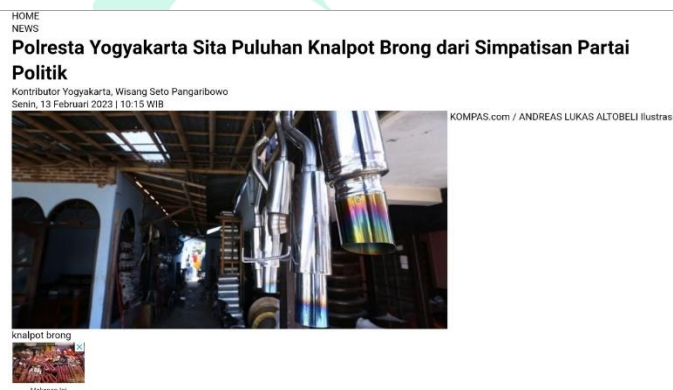 HOME
NEWS
Polresta Yogyakarta Sita Puluhan Knalpot Brong dari Simpatisan Partai
Politik
Kontributor Yogyakarta, Wisang Seto Pangaribowo
Senin, 13 Februari 2023 | 10:15 WIB
KOMPAS.com / ANDREAS LUKAS ALTOBELI Ilustrasi
knalpot brong